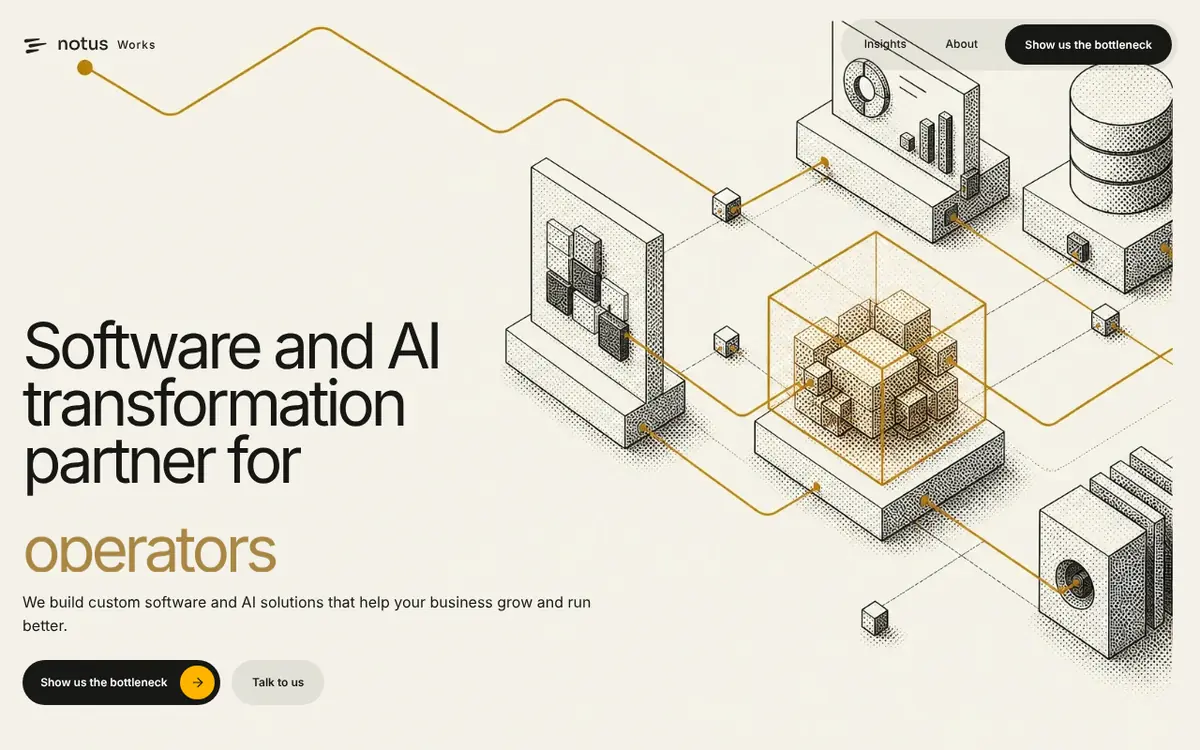 notus Works
Insights
About
Show us the bottleneck
Software and AI
transformation
partner for
operators
We build custom software and AI solutions that help your business grow and run
better.
Show us the bottleneck
Talk to us